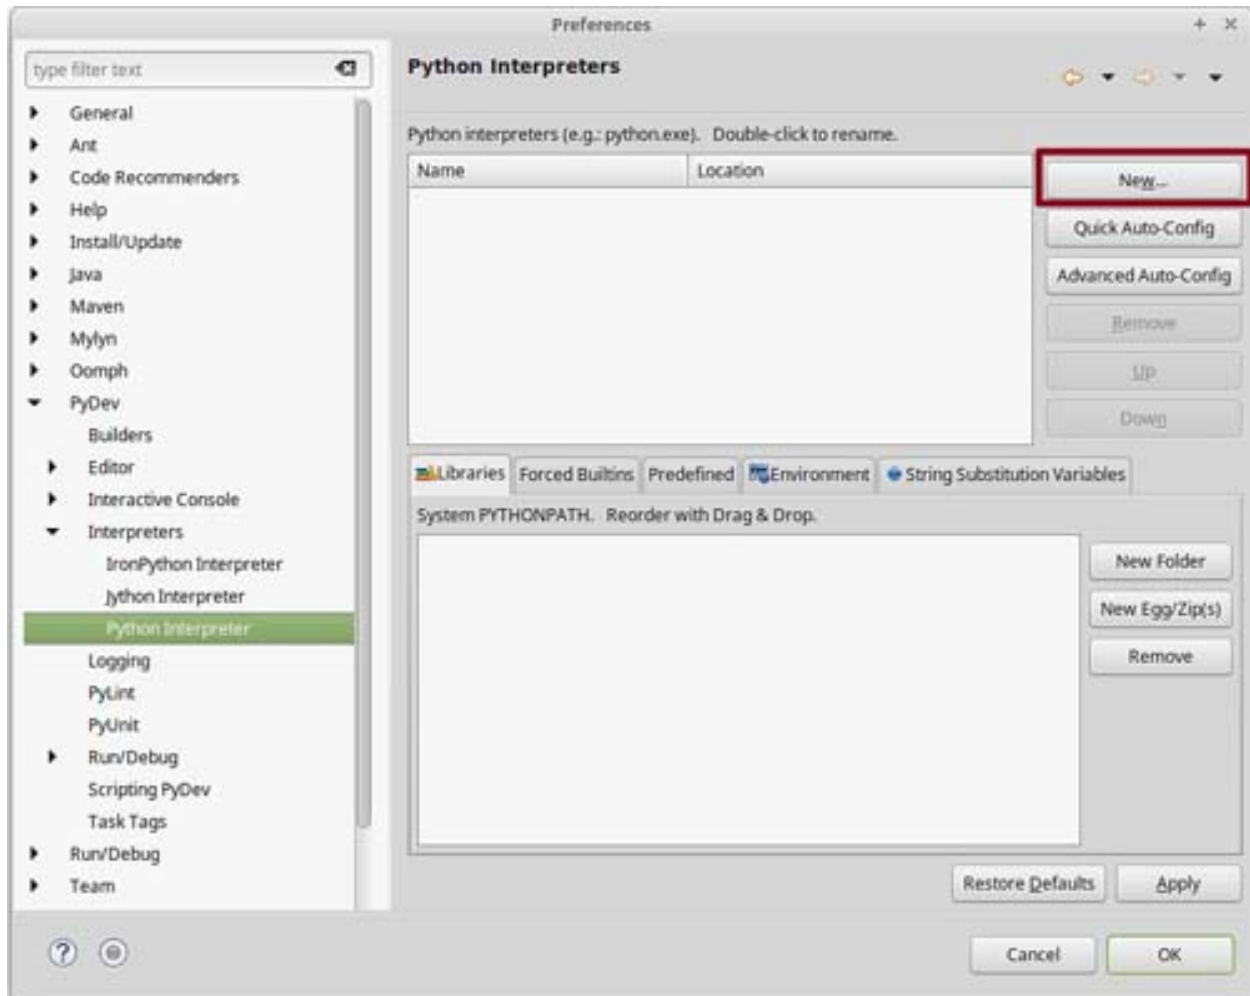 Preferences
type filter text
General
Ant
Code Recommenders
Help
Install/Update
Java
Maven
Mylyn
Oomph
PyDev
Builders
Editor
Interactive Console
Interpreters
IronPython Interpreter
Jython Interpreter
Python Interpreter
Logging
PyLint
PyUnit
Run/Debug
Scripting PyDev
Task Tags
Run/Debug
Team
Python Interpreters
Python interpreters (e.g.: python.exe). Double-click to rename.
Name Location
New...
Quick Auto-Config
Advanced Auto-Config
Remove
Up
Down
Libraries Forced Builtins Predefined Environment String Substitution Variables
System PYTHONPATH. Reorder with Drag & Drop.
New Folder
New Egg/Zip(s)
Remove
Restore Defaults Apply
Cancel OK